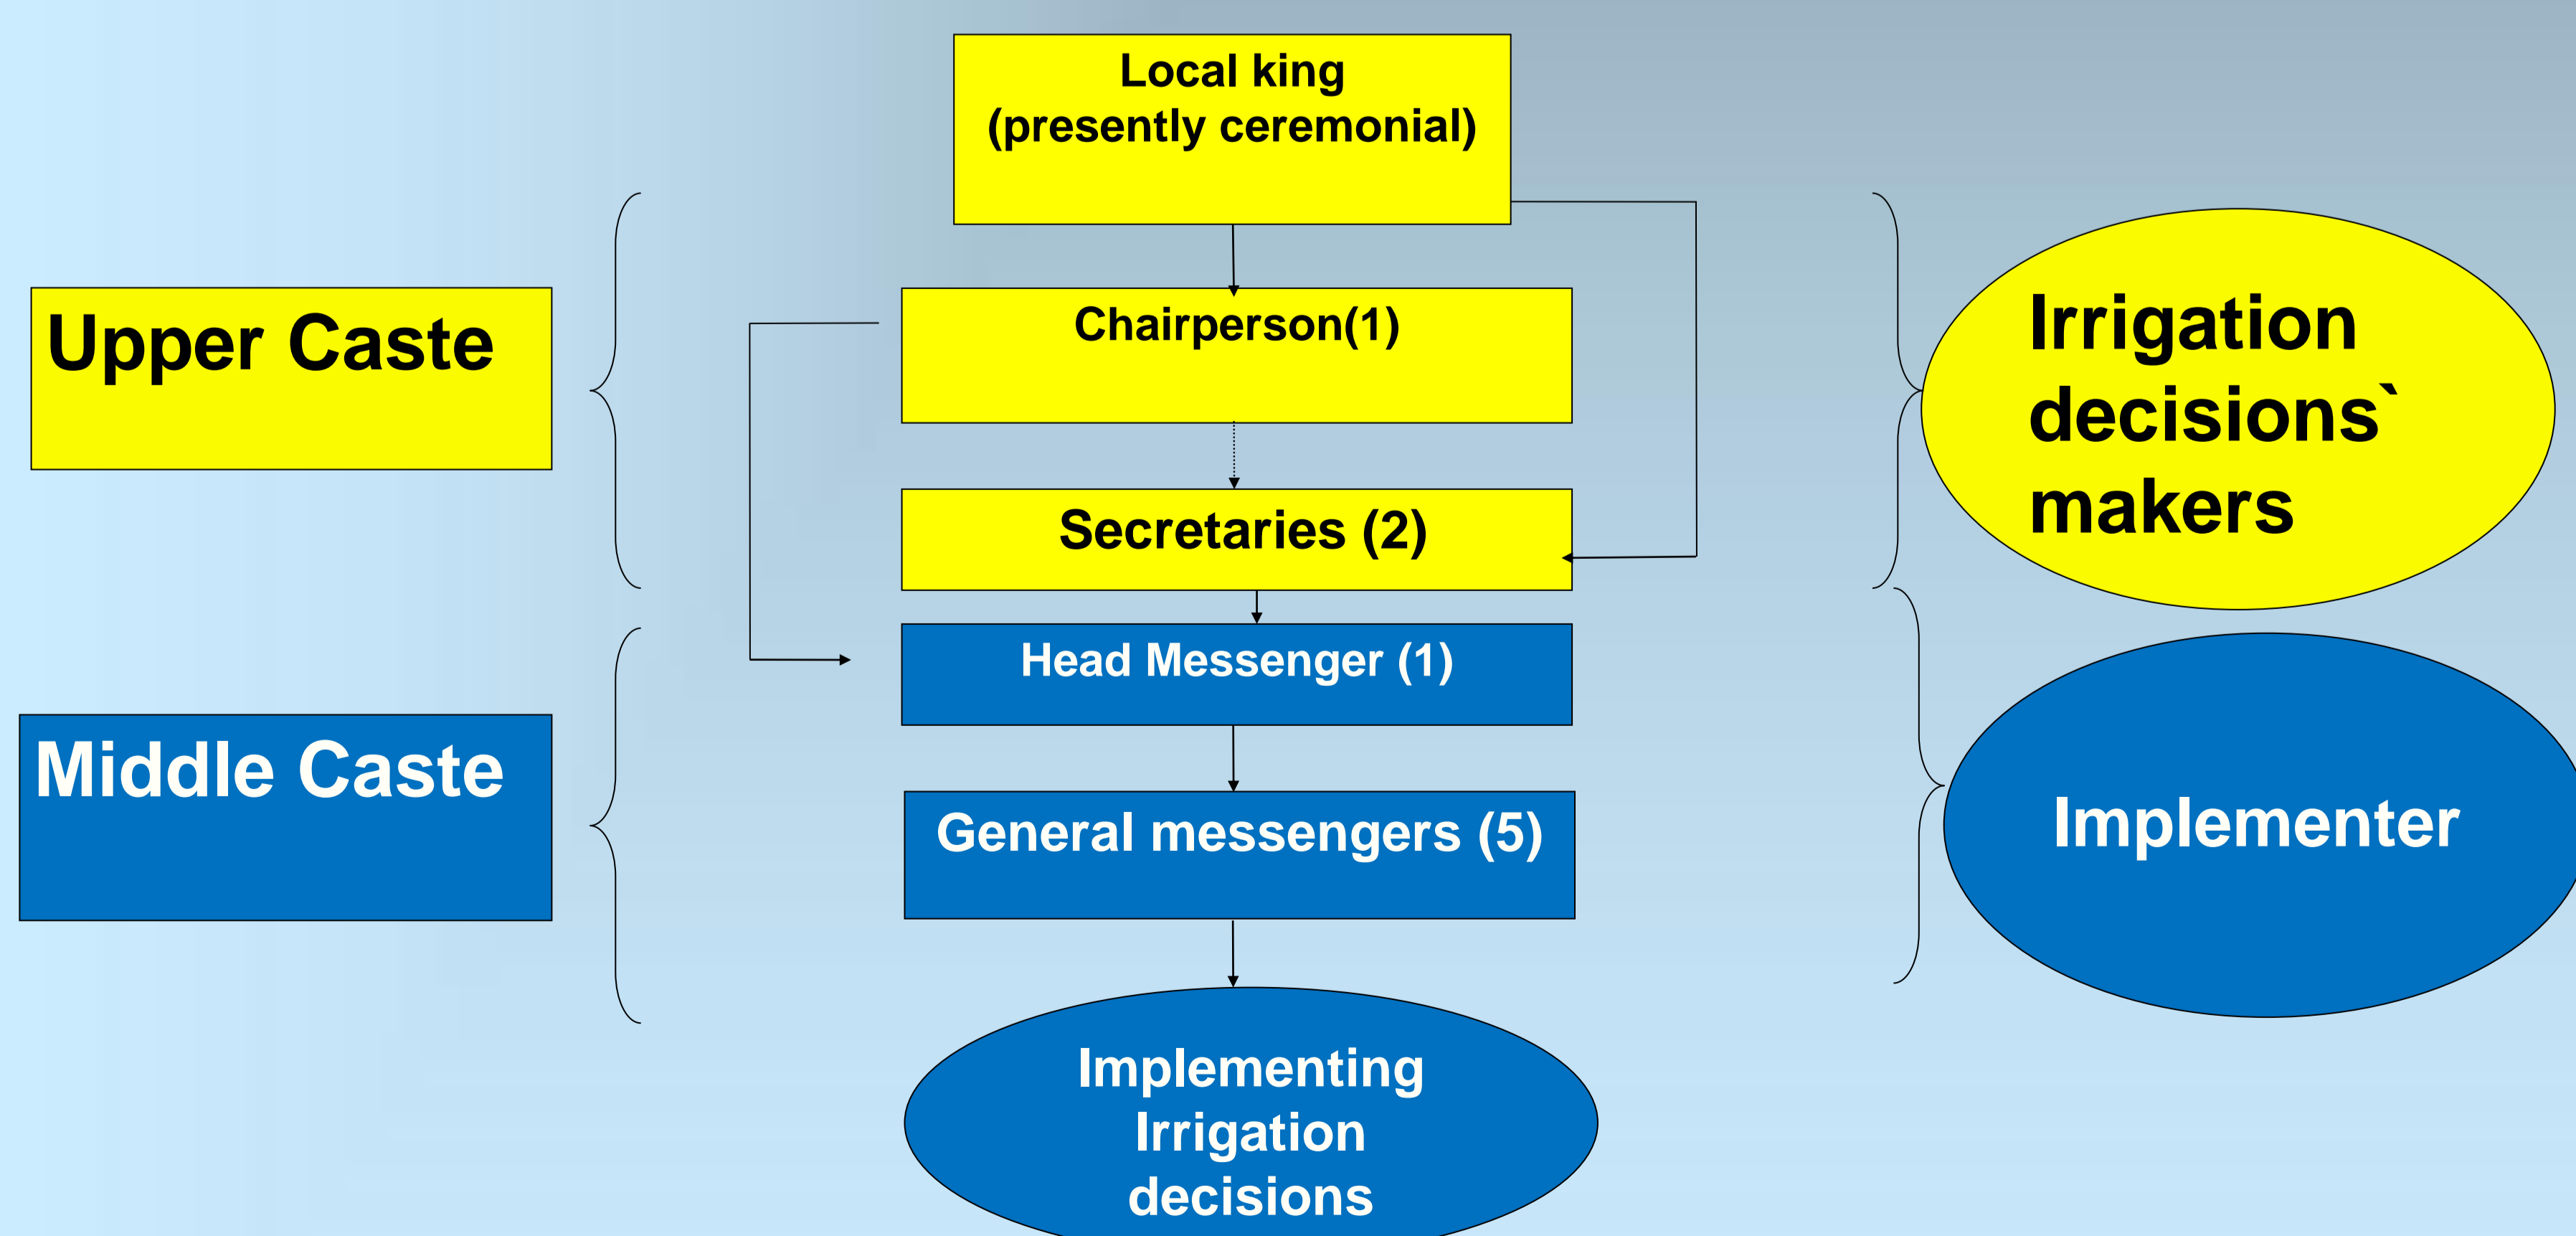 Local king
(presently ceremonial)
Upper Caste
Chairperson(1)
Secretaries (2)
Irrigation
decisions`
makers
Middle Caste
Head Messenger (1)
General messengers (5)
Implementer
Implementing
Irrigation
decisions